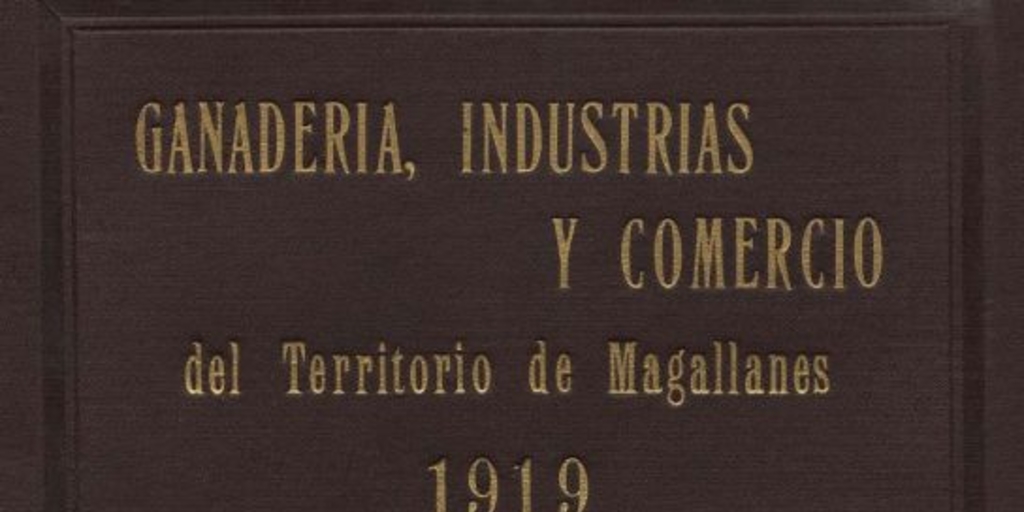 GANADERIA, INDUSTRIAS
Y COMERCIO
del Territorio de Magallanes
1919